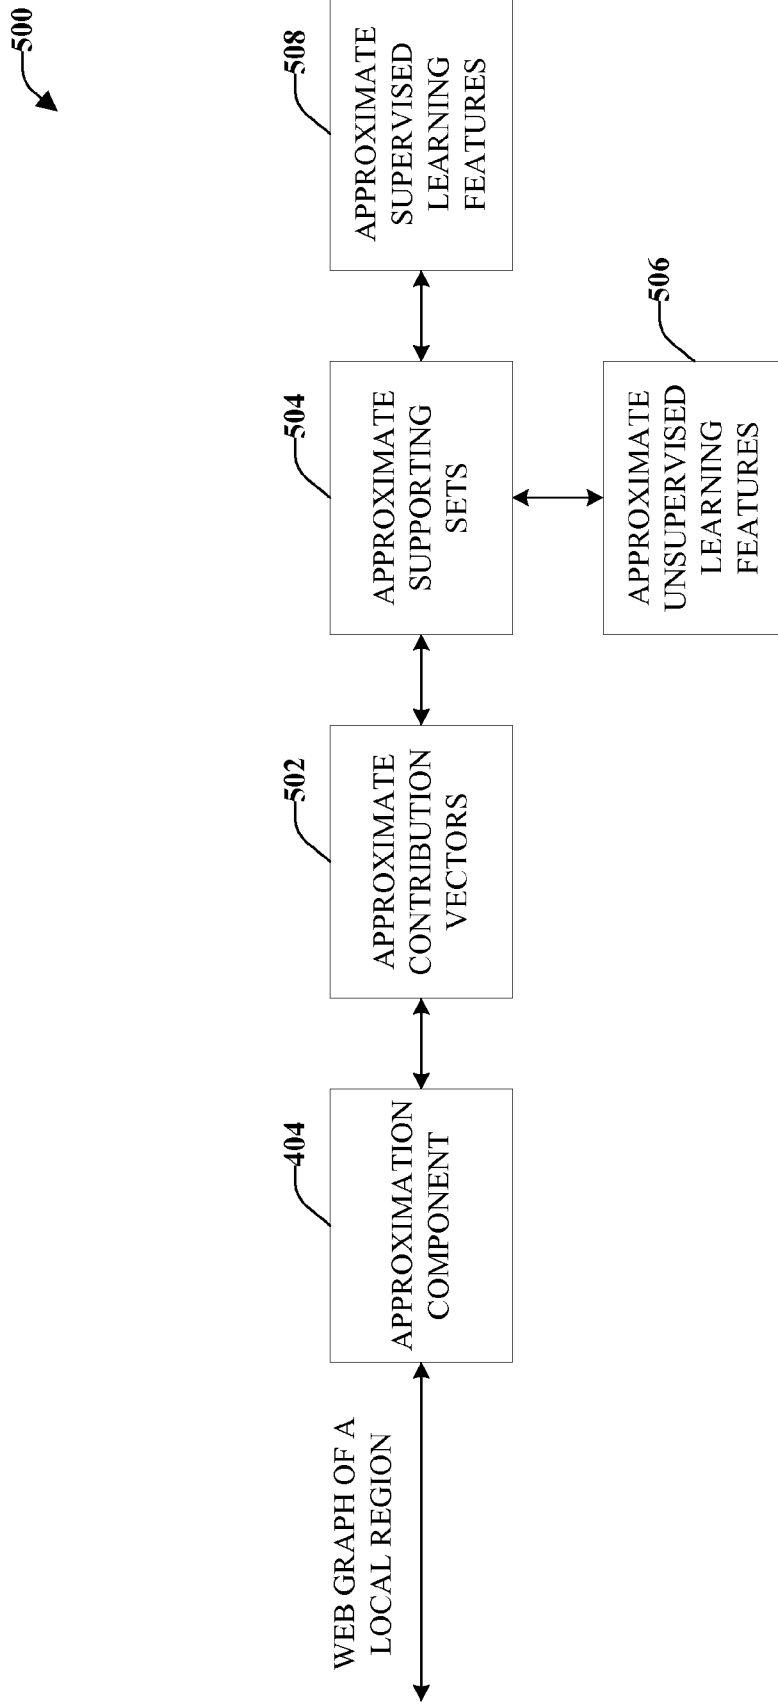 500
WEB GRAPH OF A
LOCAL REGION
404
APPROXIMATION
COMPONENT
502
APPROXIMATE
CONTRIBUTION
VECTORS
504
APPROXIMATE
SUPPORTING
SETS
508
APPROXIMATE
SUPERVISED
LEARNING
FEATURES
506
APPROXIMATE
UNSUPERVISED
LEARNING
FEATURES